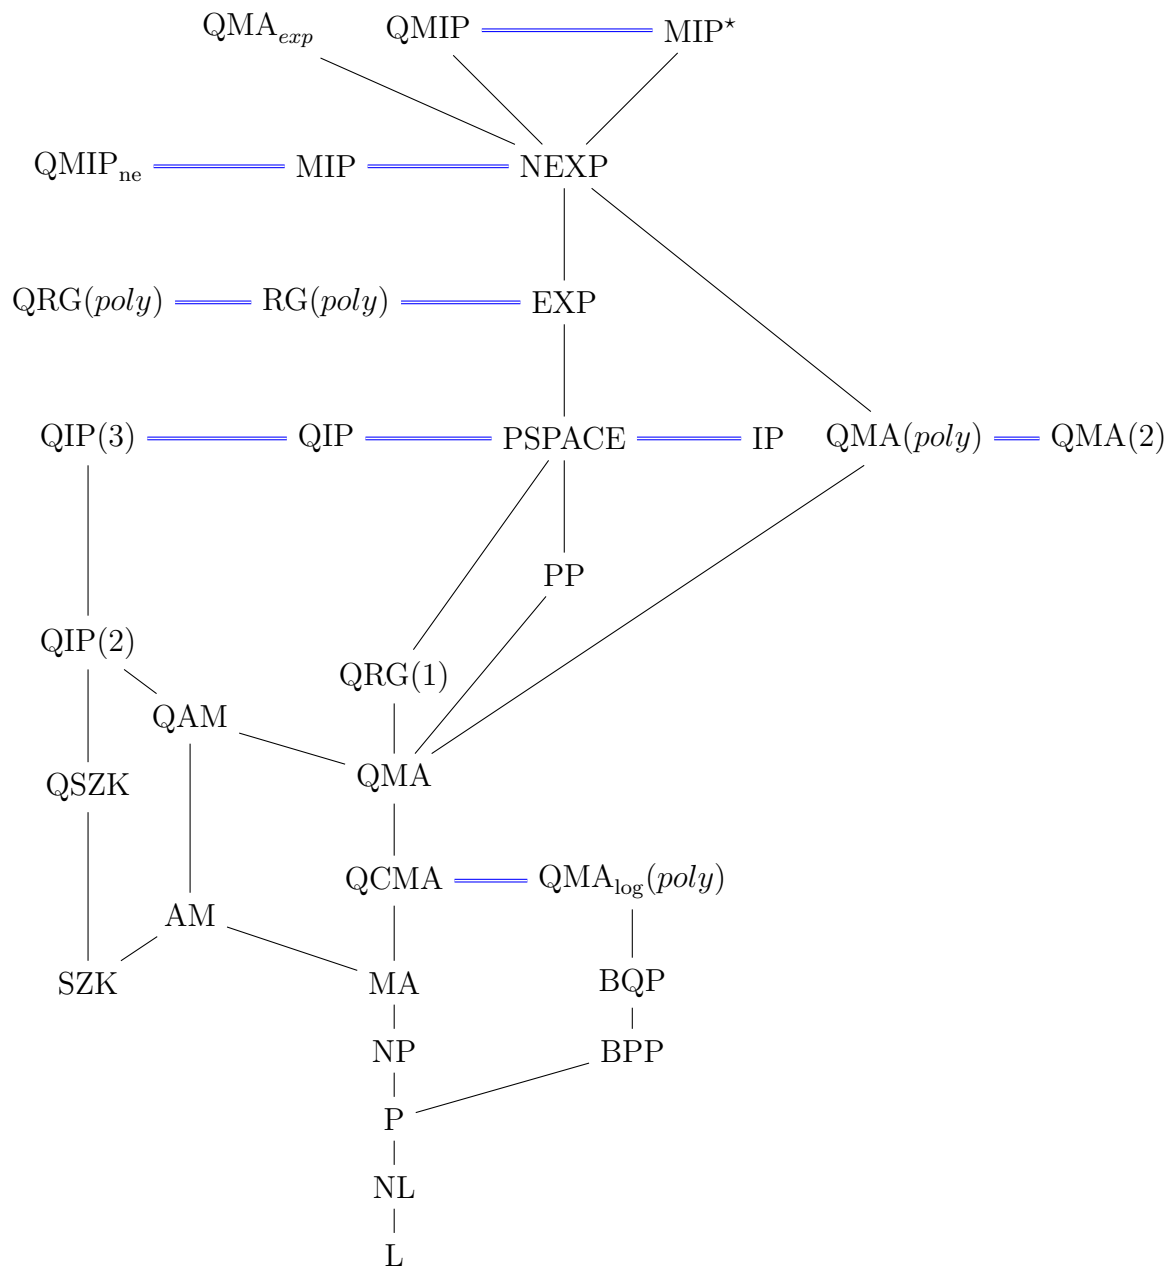 QMA_exp QMIP MIP⋆
QMIP_ne MIP NEXP
QRG(poly) RG(poly) EXP
QIP(3) QIP PSPACE IP QMA(poly) QMA(2)
PP
QIP(2)
QRG(1)
QAM
QMA
QSZK
QCMA QMA_log(poly)
AM
SZK MA BQP
NP BPP
P
NL
L